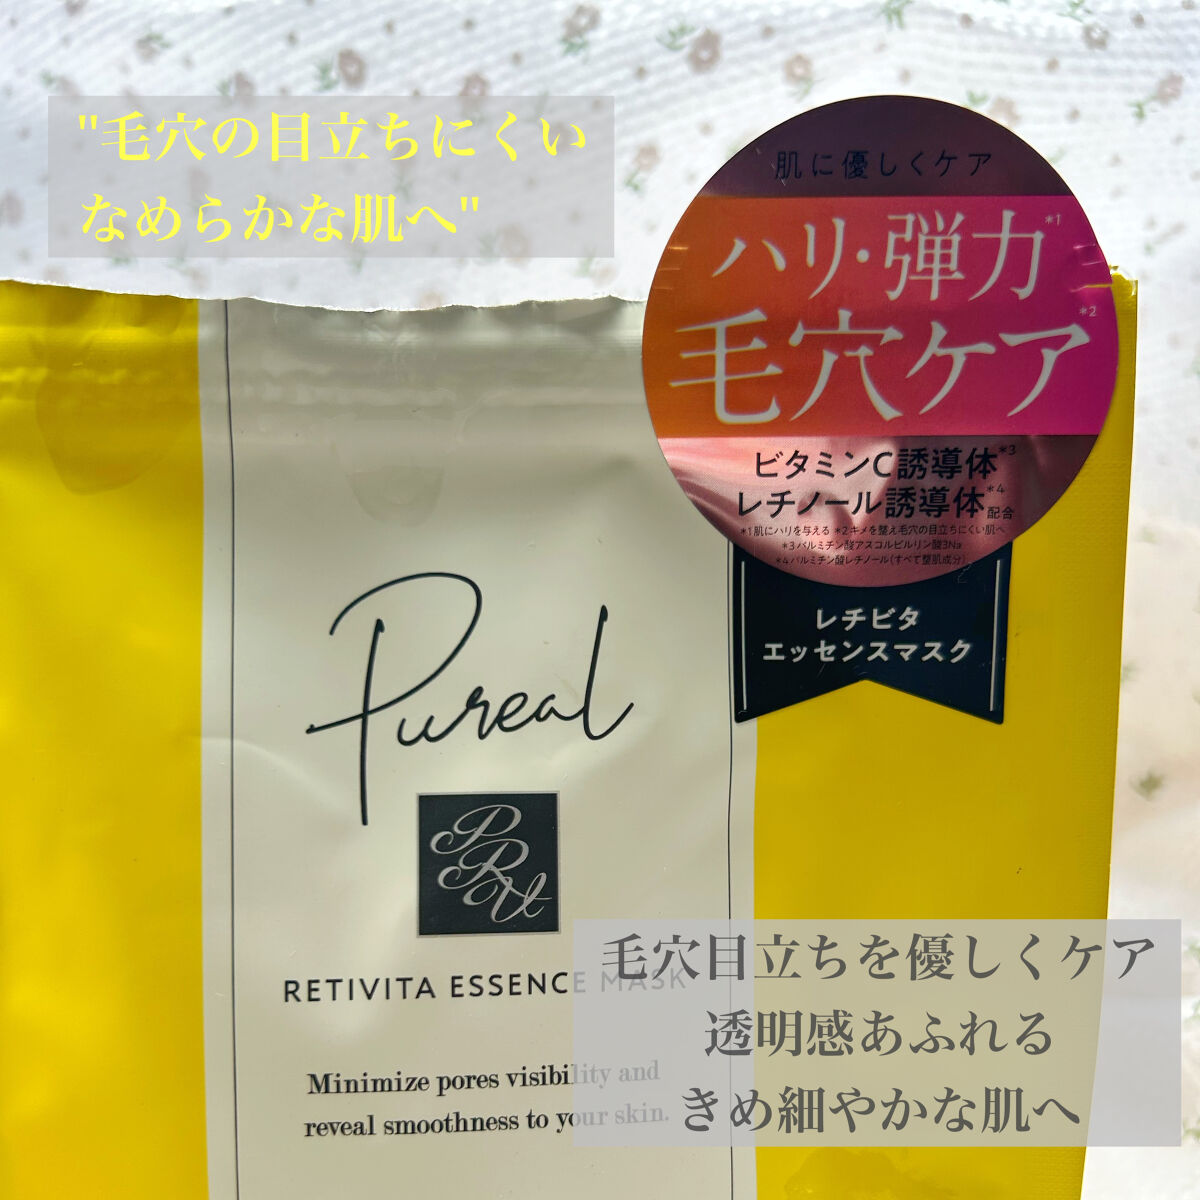 "毛穴の目立ちにくい
なめらかな肌へ"
肌に優しくケア
ハリ・弾力*1
毛穴ケア*2
ビタミンC誘導体*3
レチノール誘導体*4配合
*1肌にハリを与える *2キメを整え毛穴の目立ちにくい肌へ
*3パルミチン酸アスコルビルリン酸3Na
*4パルミチン酸レチノール(すべて整肌成分)
レチビタ
エッセンスマスク
Pureal
PRU
RETIVITA ESSENCE MASK
Minimize pores visibility and
reveal smoothness to your skin.
毛穴目立ちを優しくケア
透明感あふれる
きめ細やかな肌へ